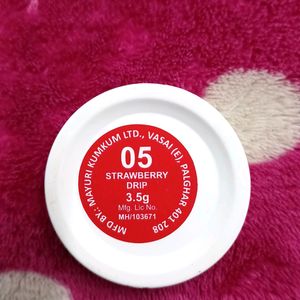 MFD BY.: MAYURI KUMKUM LTD., VASAI (E), PALGHAR 401 208
05
STRAWBERRY
DRIP
3.5g
Mfg. Lic No.
MH/103671